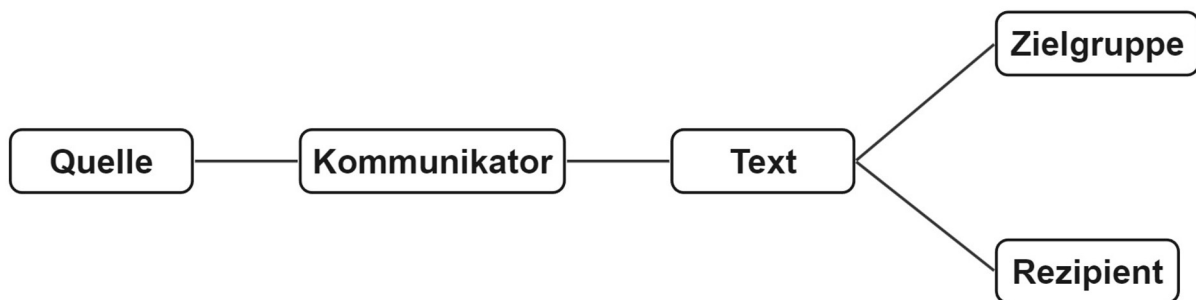 Zielgruppe
Quelle
Kommunikator
Text
Rezipient